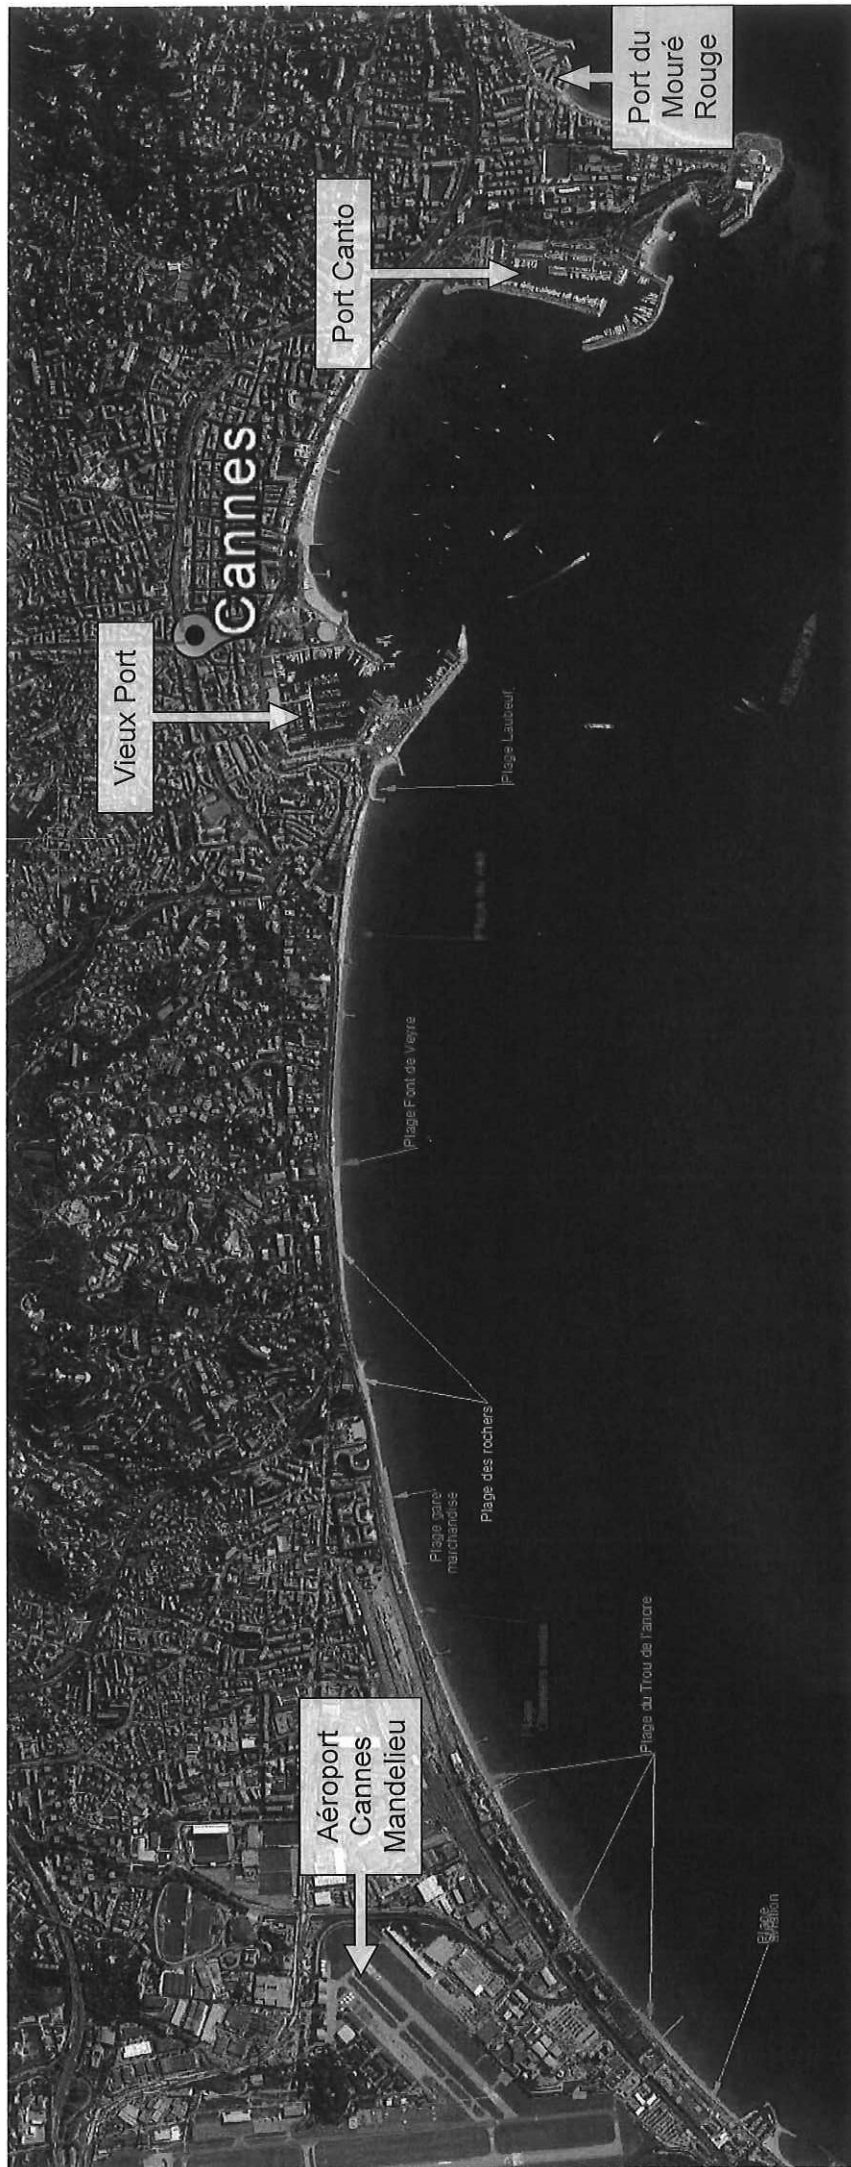 Vieux Port
Cannes
Aéroport
Cannes
Mandelieu
Port Canto
Port du
Mouré
Rouge
Plage Font de Veyre
Plage gare
marchandise
Plage des rochers
Plage Laubeuf
Plage du Trou de l'ancre
Plage